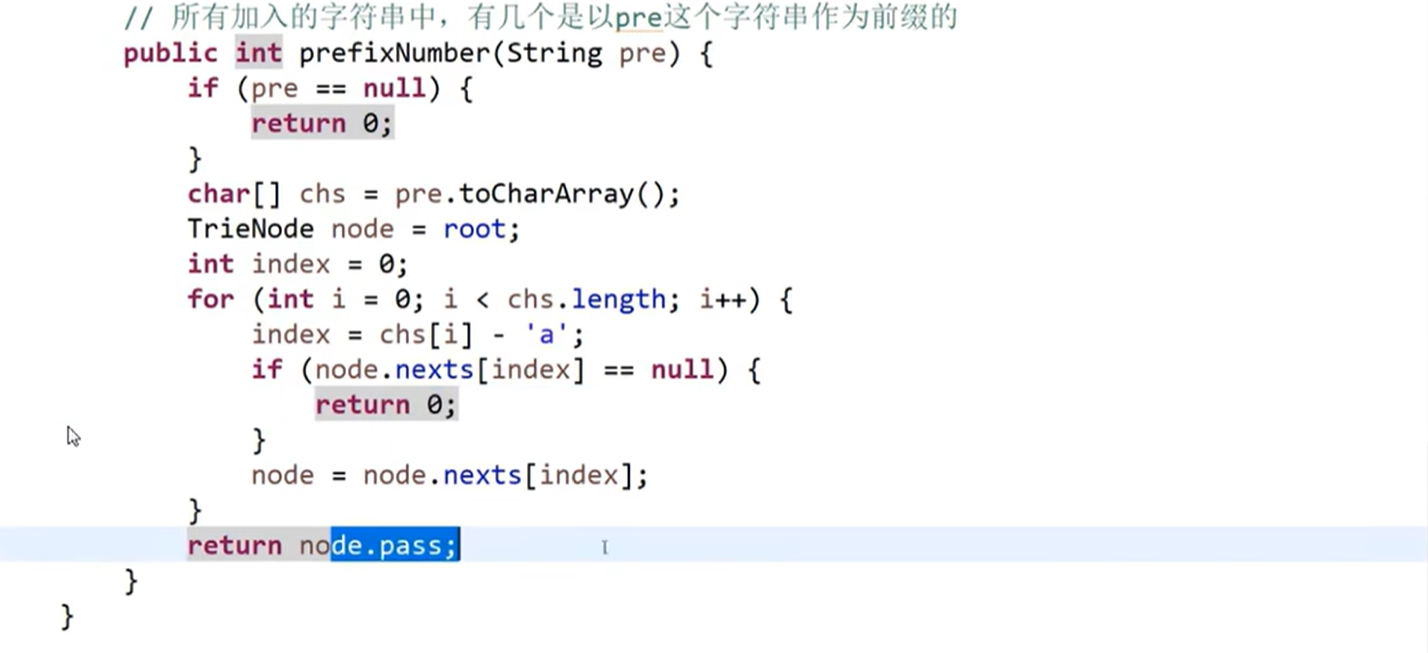 // 所有加入的字符串中，有几个是以pre这个字符串作为前缀的
public int prefixNumber(String pre) {
if (pre == null) {
return 0;
}
char[] chs = pre.toCharArray();
TrieNode node = root;
int index = 0;
for (int i = 0; i < chs.length; i++) {
index = chs[i] - 'a';
if (node.nexts[index] == null) {
return 0;
}
node = node.nexts[index];
}
return node.pass;
}
}